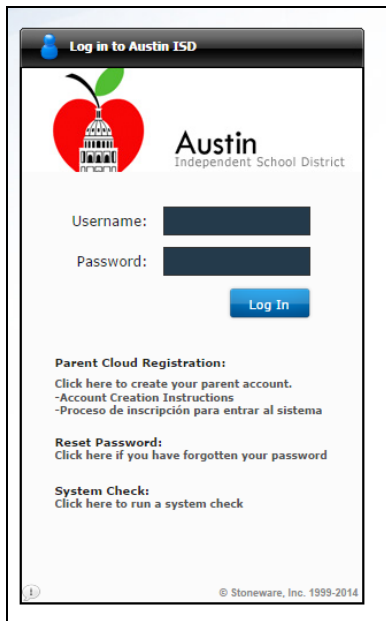 Log in to Austin ISD
Austin
Independent School District
Username:
Password:
Log In
Parent Cloud Registration:
Click here to create your parent account.
-Account Creation
Instructions
-Proceso de inscripción para entrar al sistema
Reset Password:
Click here if you have forgotten your password
System Check:
Click here to run a system check
i
© Stoneware, Inc. 1999-2014